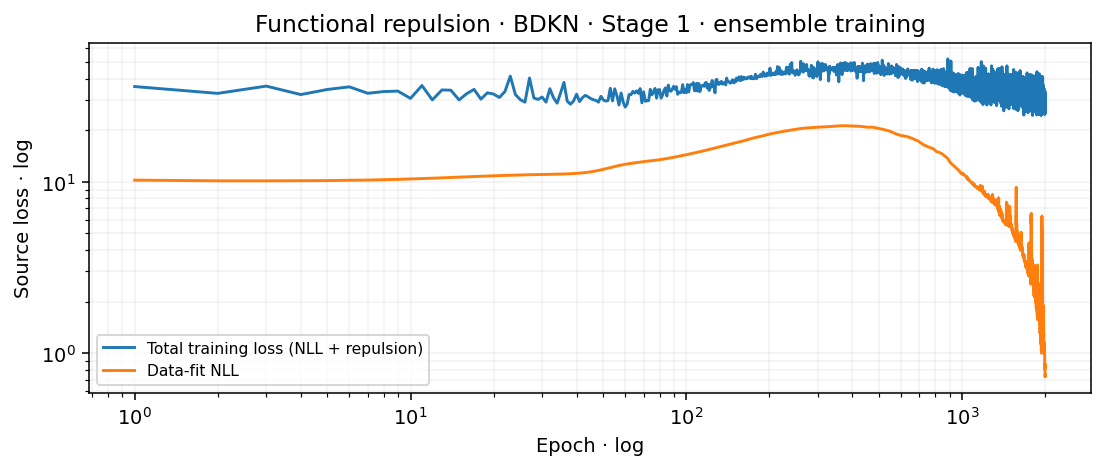 Functional repulsion · BDKN · Stage 1 · ensemble training
Source loss · log
10¹
10⁰
Total training loss (NLL + repulsion)
Data-fit NLL
10⁰
10¹
10²
10³
Epoch · log